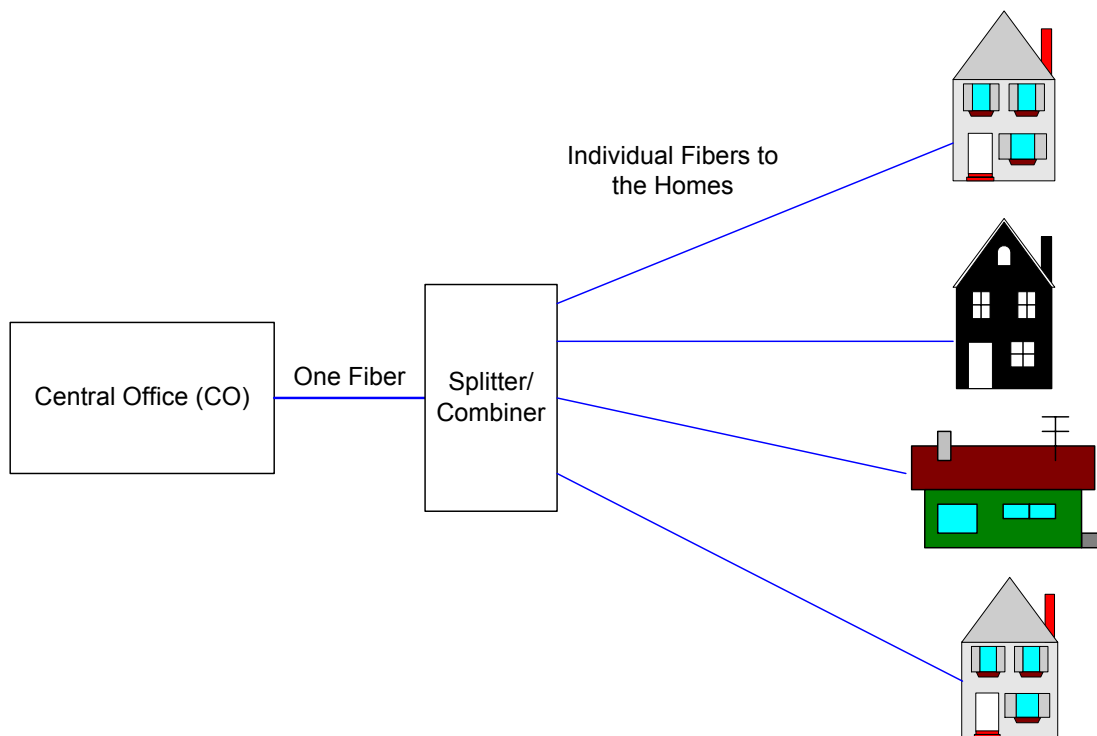 Individual Fibers to
the Homes
Central Office (CO)
One Fiber
Splitter/
Combiner